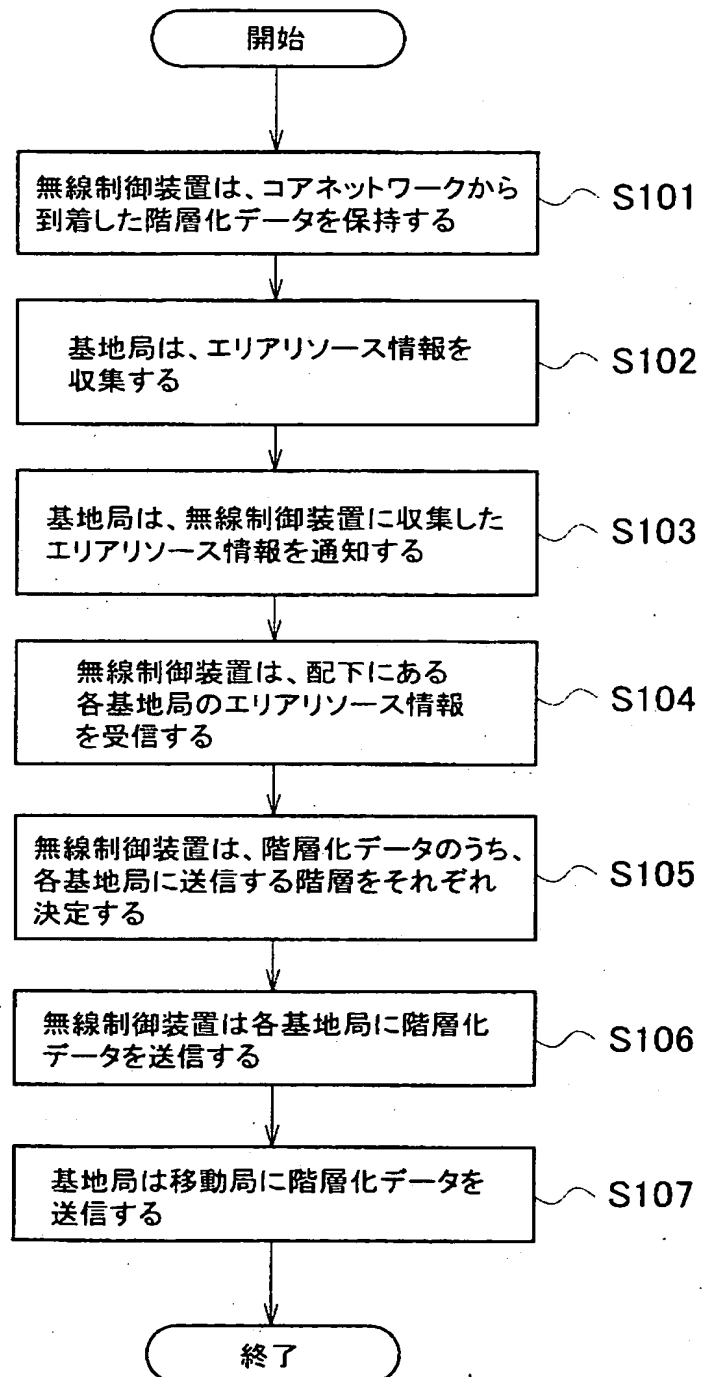 開始
無線制御装置は、コアネットワークから
到着した階層化データを保持する
S101
基地局は、エリアリソース情報を
収集する
S102
基地局は、無線制御装置に収集した
エリアリソース情報を通知する
S103
無線制御装置は、配下にある
各基地局のエリアリソース情報
を受信する
S104
無線制御装置は、階層化データのうち、
各基地局に送信する階層をそれぞれ
決定する
S105
無線制御装置は各基地局に階層化
データを送信する
S106
基地局は移動局に階層化データを
送信する
S107
終了